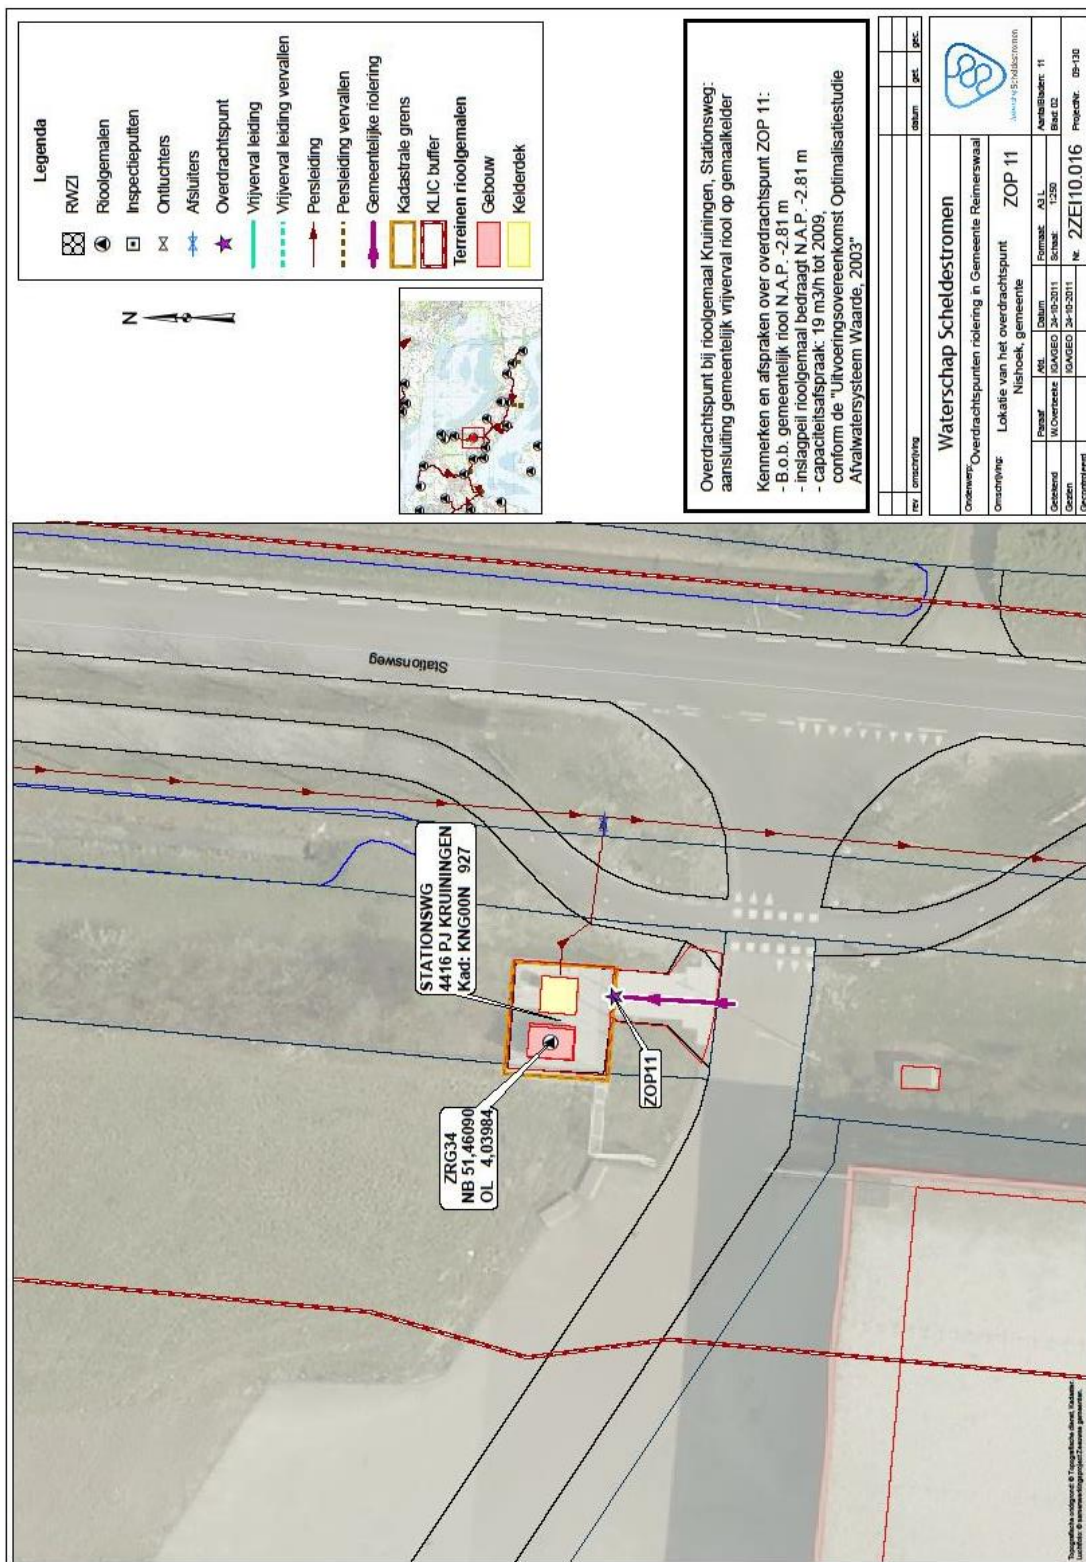 Stationsweg
STATIONSWG
4416 PJ KRUININGEN
Kad: KNG00N 927
ZRG34
NB 51,46090
OL 4,03984
ZOP11
Legenda
RWZI
Rioolgemalen
Inspectieputten
Ontluchters
Afsluiters
Overdrachtspunt
Vrijverval leiding
Vrijverval leiding vervallen
Persleiding
Persleiding vervallen
Gemeentelijke riolering
Kadastrale grens
KLIC buffer
Terreinen rioolgemalen
Gebouw
Kelderdek
N
Overdrachtspunt bij rioolgemaal Kruiningen, Stationsweg:
aansluiting gemeentelijk vrijverval riool op gemaalkelder
Kenmerken en afspraken over overdrachtspunt ZOP 11:
- B.o.b. gemeentelijk riool N.A.P. -2.81 m
- inslagpeil rioolgemaal bedraagt N.A.P. -2.81 m
- capaciteitsafspraak: 19 m3/h tot 2009,
conform de "Uitvoeringsovereenkomst Optimalisatiestudie
Afvalwatersysteem Waarde, 2003"
rev omschrijving datum get. gec.
Waterschap Scheldestromen
Onderwerp: Overdrachtspunten riolering in Gemeente Reimerswaal
Omschrijving: Lokatie van het overdrachtspunt ZOP 11
Nishoek, gemeente
Paraaf Afd. Datum Formaat: A3 L Aantal Bladen: 11
Getekend W.Overbeeke IGA/GEO 24-10-2011 Schaal: 1:250 Blad: 02
Gezien IGA/GEO 24-10-2011 Nr. 2ZEI10.016 Projectnr. 09-130
Gecontroleerd